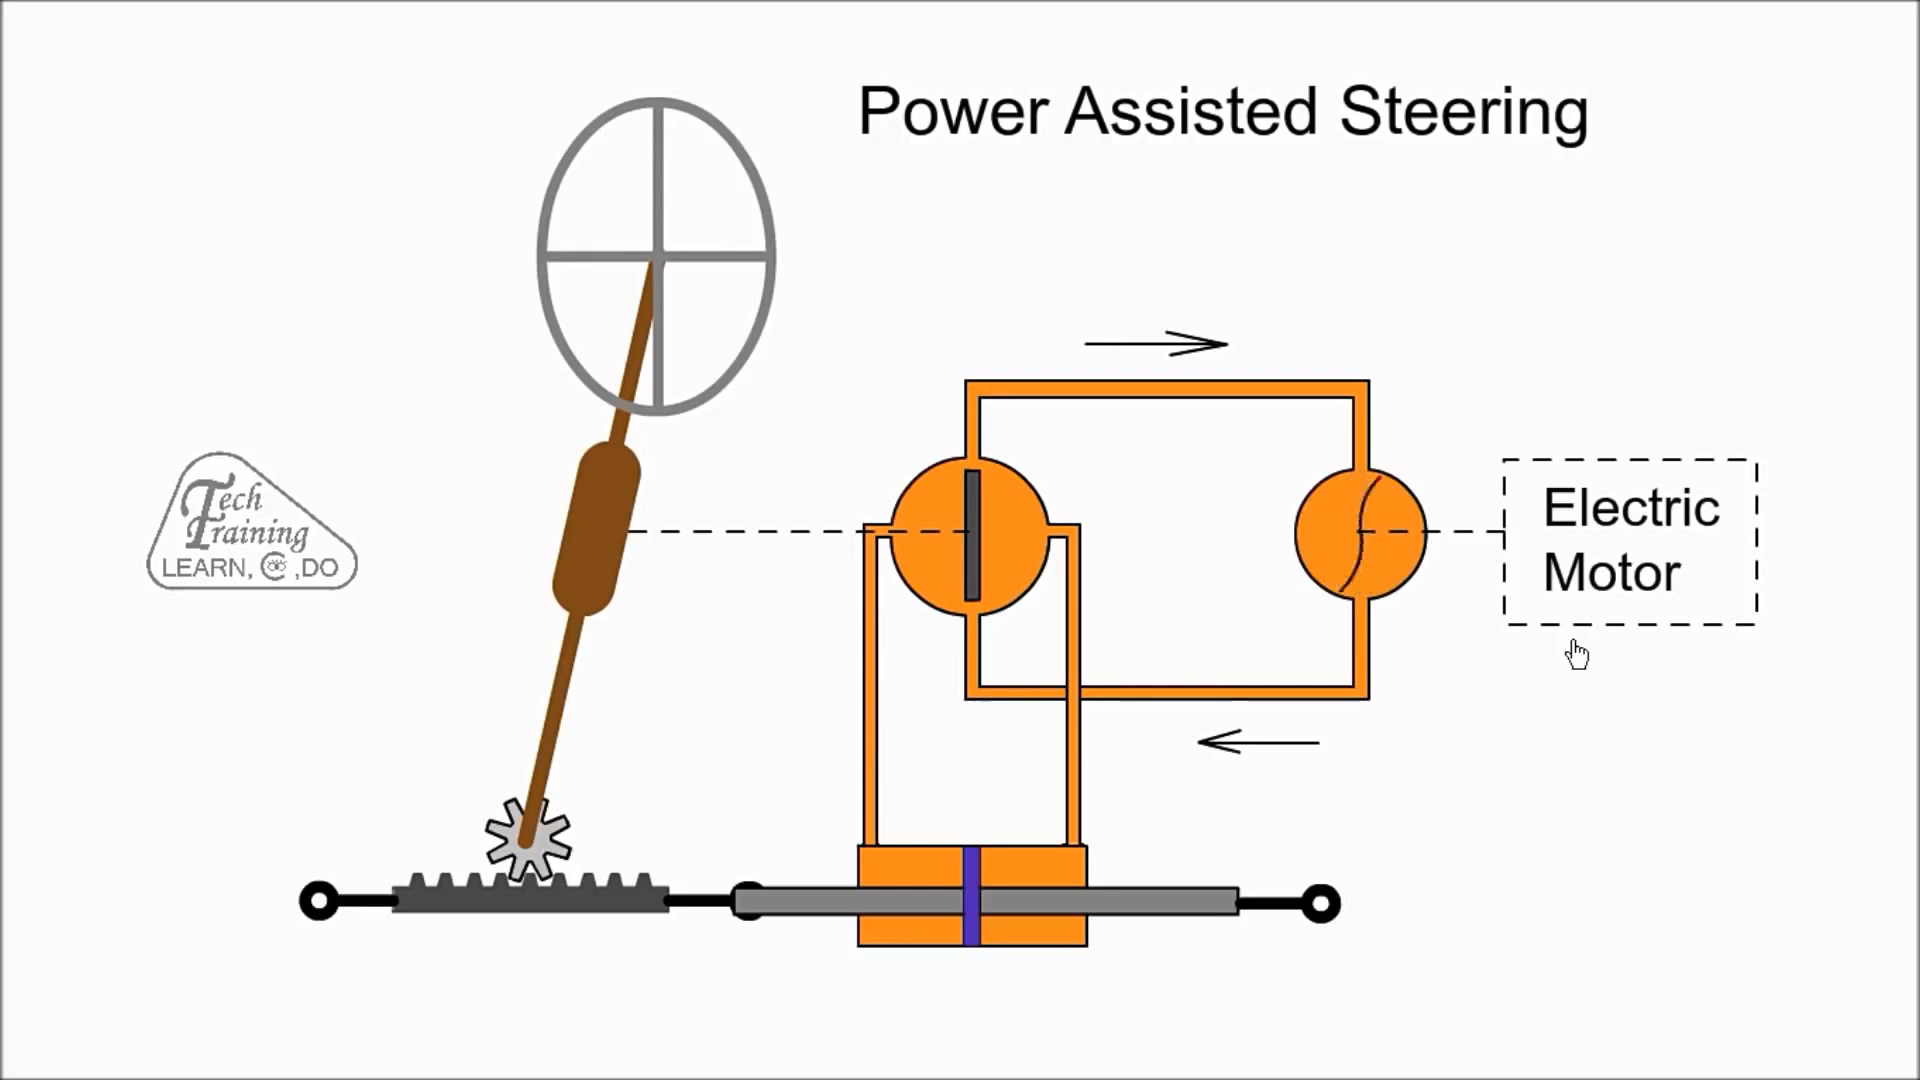 Power Assisted Steering
Tech
Training
LEARN, C ,DO
Electric
Motor